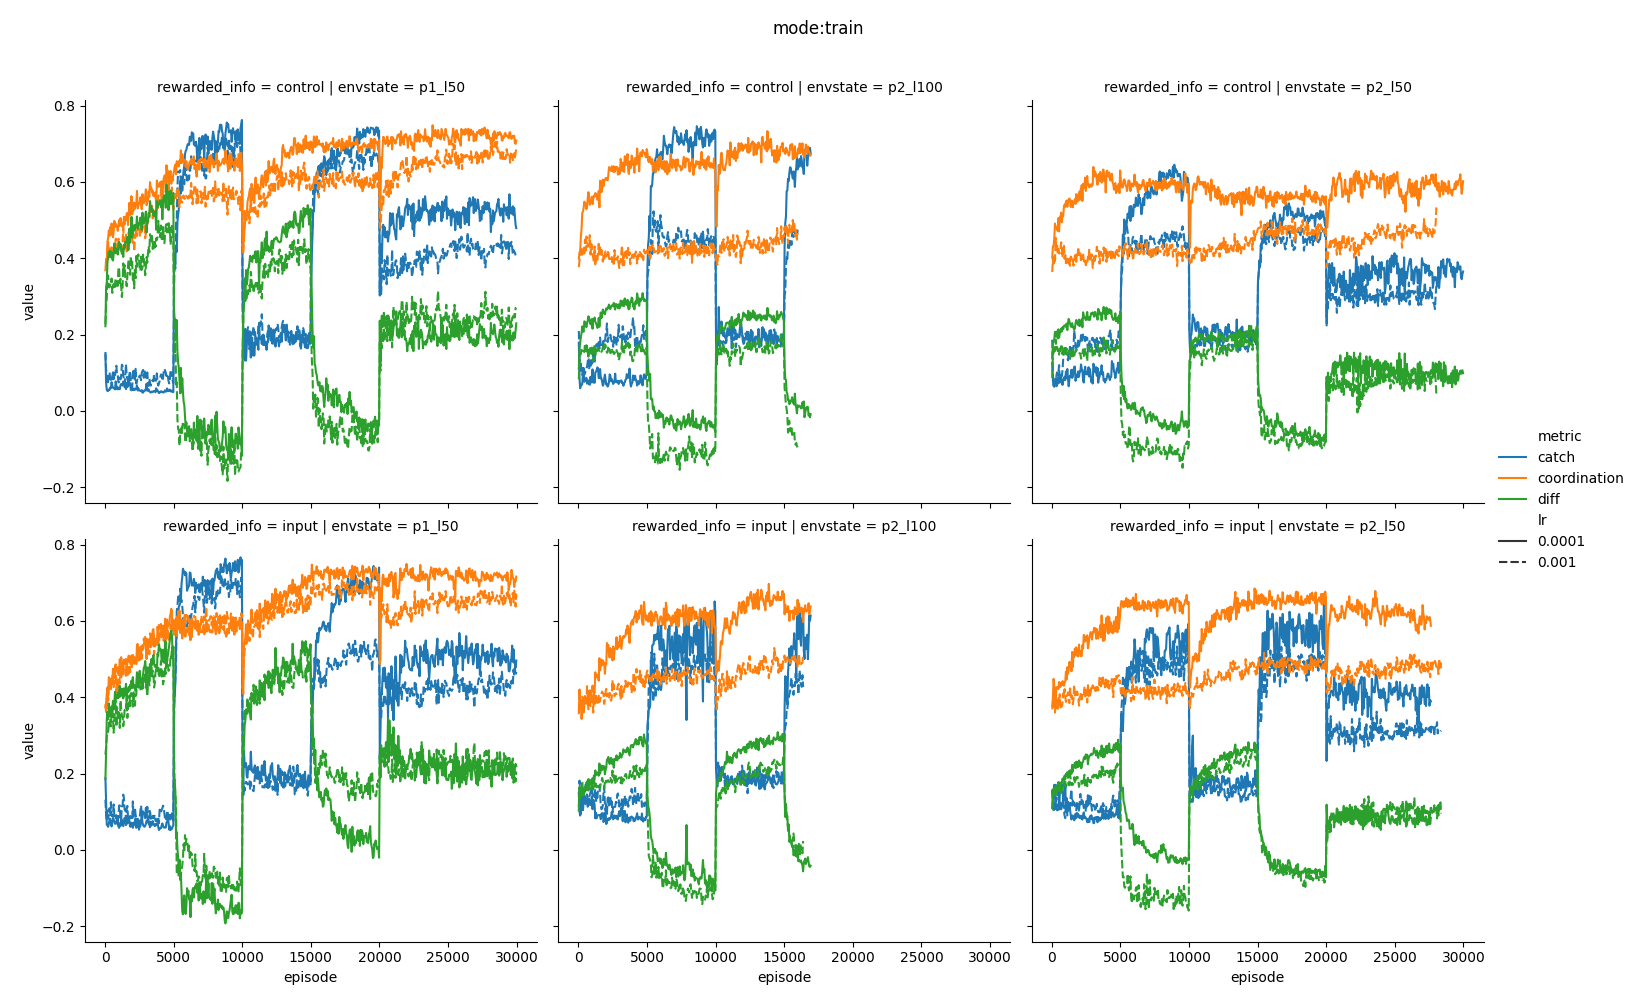 mode:train
rewarded_info = control | envstate = p1_l50
rewarded_info = control | envstate = p2_l100
rewarded_info = control | envstate = p2_l50
0.8
0.6
0.4
0.2
0.0
−0.2
value
metric
catch
coordination
diff
lr
0.0001
0.001
rewarded_info = input | envstate = p1_l50
rewarded_info = input | envstate = p2_l100
rewarded_info = input | envstate = p2_l50
0.8
0.6
0.4
0.2
0.0
−0.2
value
0 5000 10000 15000 20000 25000 30000
0 5000 10000 15000 20000 25000 30000
0 5000 10000 15000 20000 25000 30000
episode
episode
episode